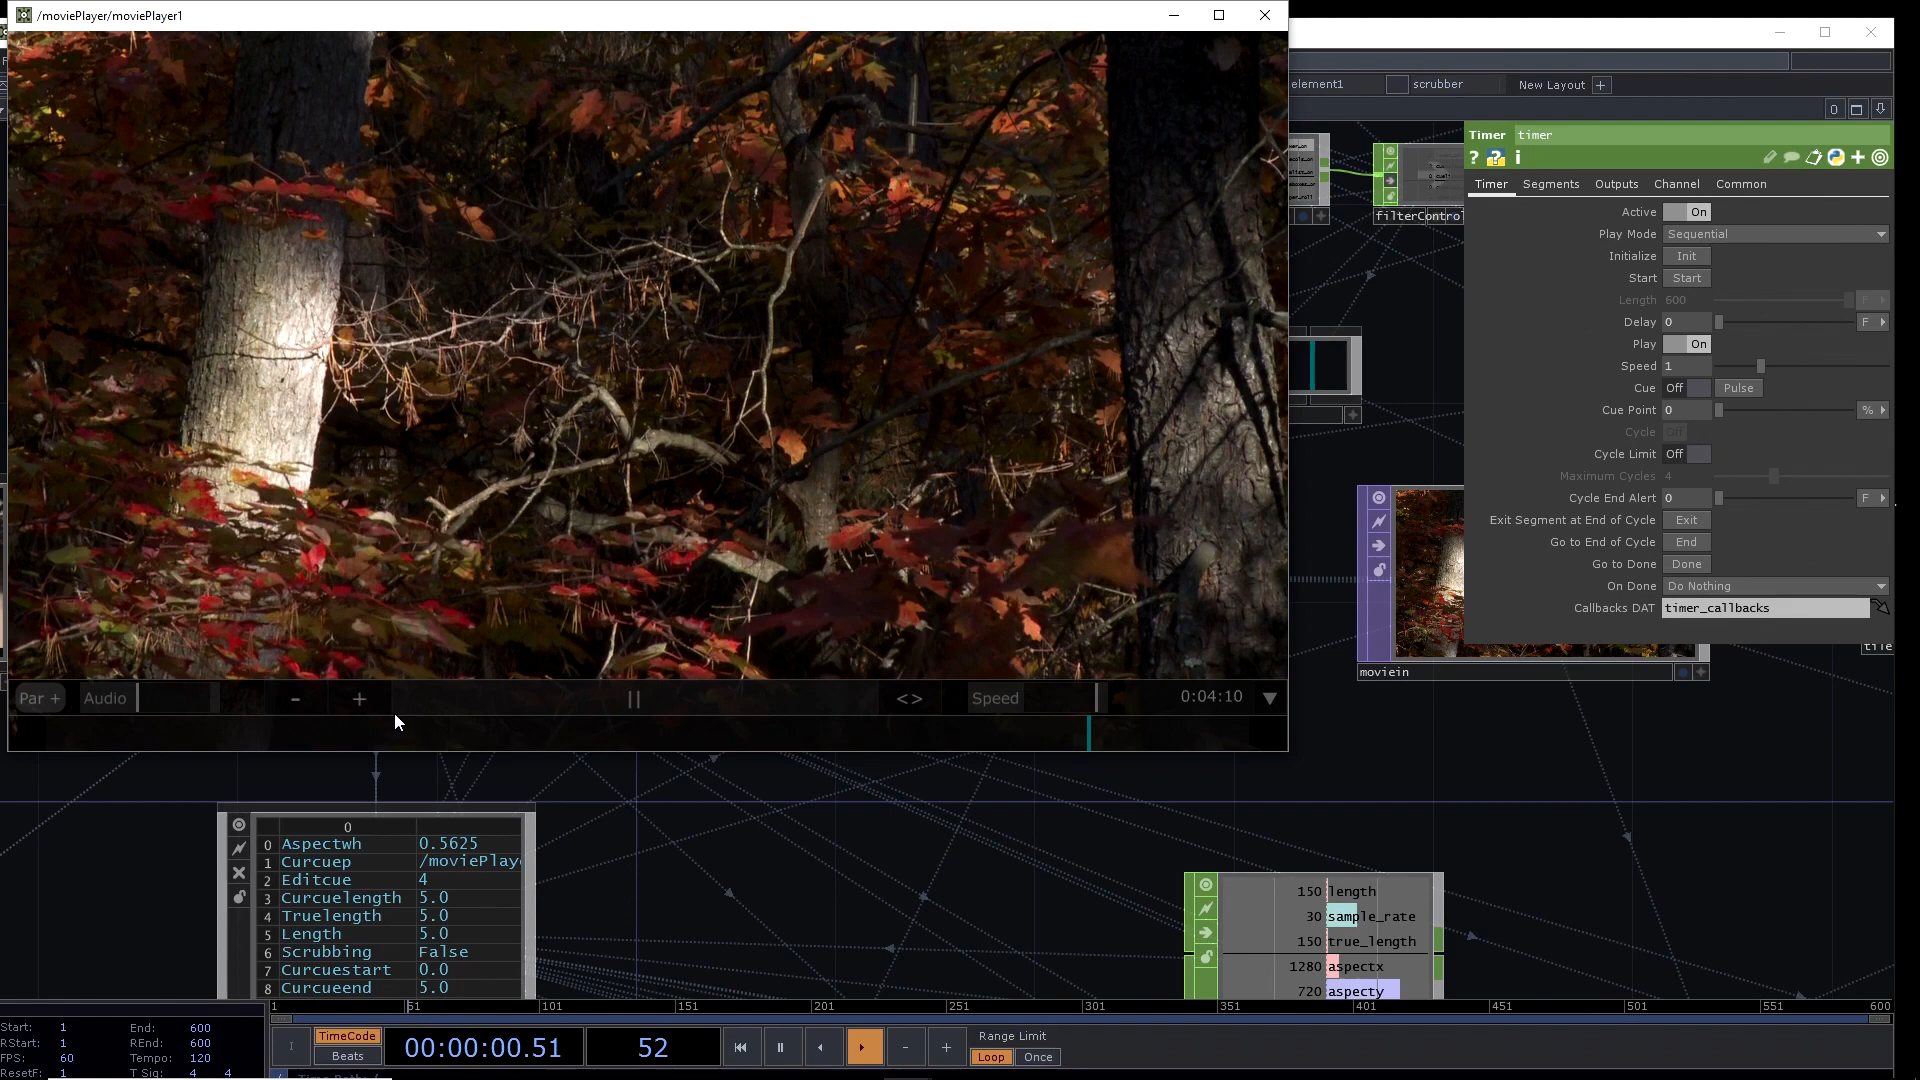 /moviePlayer/moviePlayer1
element1
scrubber
New Layout +
0
Timer timer
? ? i
Timer Segments Outputs Channel Common
Active On
Play Mode Sequential
Initialize Init
Start Start
Length 600 F
Delay 0 F
Play On
Speed 1
Cue Off Pulse
Cue Point 0 %
Cycle Off
Cycle Limit Off
Maximum Cycles 4
Cycle End Alert 0 F
Exit Segment at End of Cycle Exit
Go to End of Cycle End
Go to Done Done
On Done Do Nothing
Callbacks DAT timer_callbacks
filterControl
moviein
tile
Par + Audio - + || <> Speed 0:04:10
0
0 Aspectwh 0.5625
1 Curcuep /moviePlay
2 Editcue 4
3 Curcuelength 5.0
4 Truelength 5.0
5 Length 5.0
6 Scrubbing False
7 Curcuestart 0.0
8 Curcueend 5.0
150 length
30 sample_rate
150 true_length
1280 aspectx
720 aspecty
1 51 101 151 201 251 301 351 401 451 501 551 600
Start: 1 End: 600
RStart: 1 REnd: 600
FPS: 60 Tempo: 120
ResetF: 1 T Sig: 4 4
TimeCode
Beats
00:00:00.51
52
- +
Range Limit
Loop Once